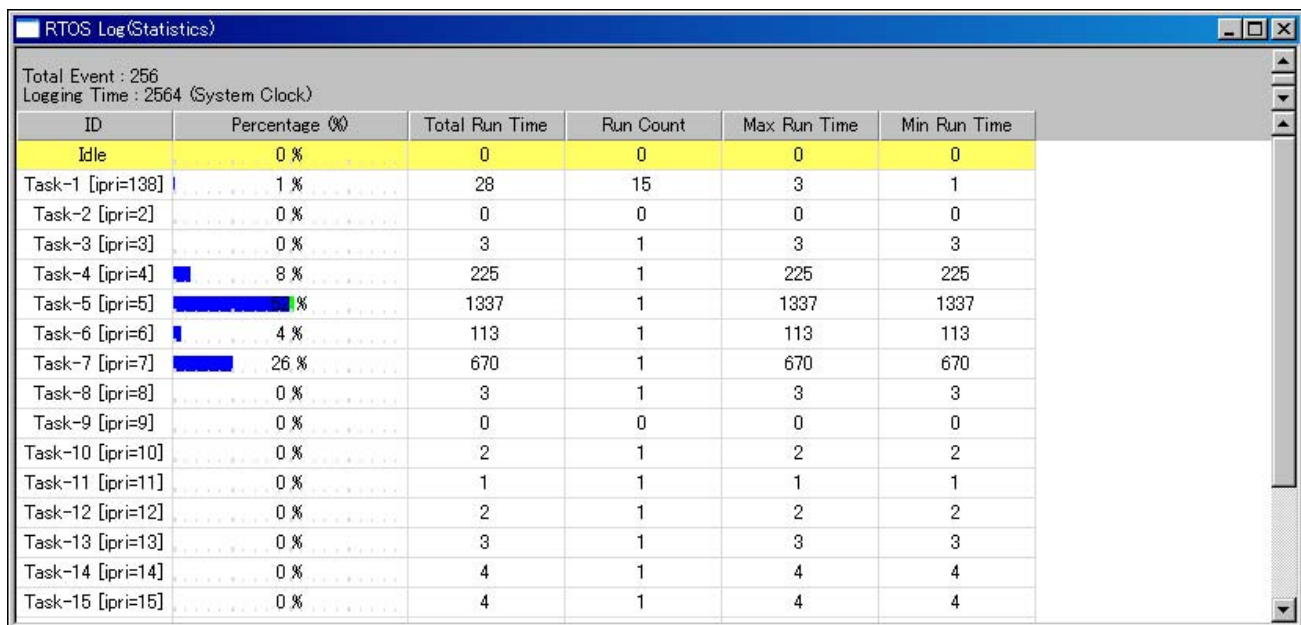 RTOS Log(Statistics)
Total Event : 256
Logging Time : 2564 (System Clock)
ID Percentage (%) Total Run Time Run Count Max Run Time Min Run Time
Idle 0 % 0 0 0 0
Task-1 [ipri=138] 1 % 28 15 3 1
Task-2 [ipri=2] 0 % 0 0 0 0
Task-3 [ipri=3] 0 % 3 1 3 3
Task-4 [ipri=4] 8 % 225 1 225 225
Task-5 [ipri=5] 52 % 1337 1 1337 1337
Task-6 [ipri=6] 4 % 113 1 113 113
Task-7 [ipri=7] 26 % 670 1 670 670
Task-8 [ipri=8] 0 % 3 1 3 3
Task-9 [ipri=9] 0 % 0 0 0 0
Task-10 [ipri=10] 0 % 2 1 2 2
Task-11 [ipri=11] 0 % 1 1 1 1
Task-12 [ipri=12] 0 % 2 1 2 2
Task-13 [ipri=13] 0 % 3 1 3 3
Task-14 [ipri=14] 0 % 4 1 4 4
Task-15 [ipri=15] 0 % 4 1 4 4